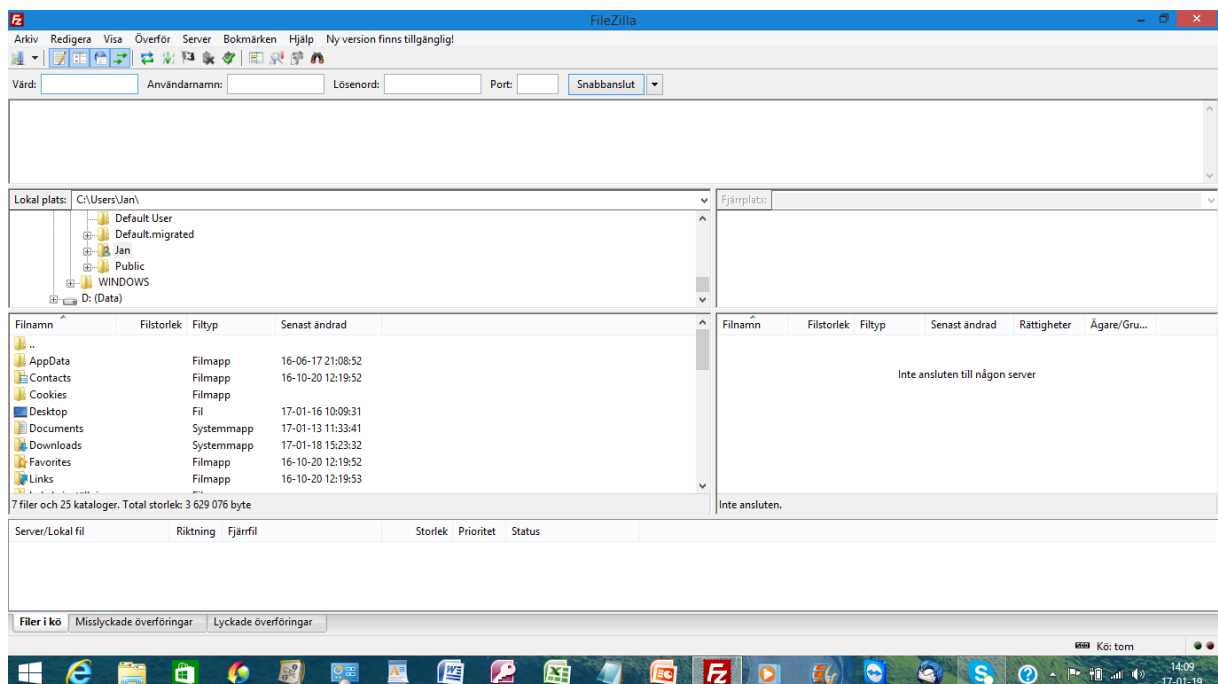 FileZilla
Arkiv Redigera Visa Överför Server Bokmärken Hjälp Ny version finns tillgänglig!
Värd: Användarnamn: Lösenord: Port: Snabbanslut
Lokal plats: C:\Users\Jan\ Fjärrplats:
Default User
Default.migrated
Jan
Public
WINDOWS
D: (Data)
Filnamn Filstorlek Filtyp Senast ändrad Filnamn Filstorlek Filtyp Senast ändrad Rättigheter Ägare/Gru...
..
AppData Filmapp 16-06-17 21:08:52
Contacts Filmapp 16-10-20 12:19:52
Inte ansluten till någon server
Cookies Filmapp
Desktop Fil 17-01-16 10:09:31
Documents Systemmapp 17-01-13 11:33:41
Downloads Systemmapp 17-01-18 15:23:32
Favorites Filmapp 16-10-20 12:19:52
Links Filmapp 16-10-20 12:19:53
7 filer och 25 kataloger. Total storlek: 3 629 076 byte Inte ansluten.
Server/Lokal fil Riktning Fjärrfil Storlek Prioritet Status
Filer i kö Misslyckade överföringar Lyckade överföringar
Kö: tom
14:09
17-01-19